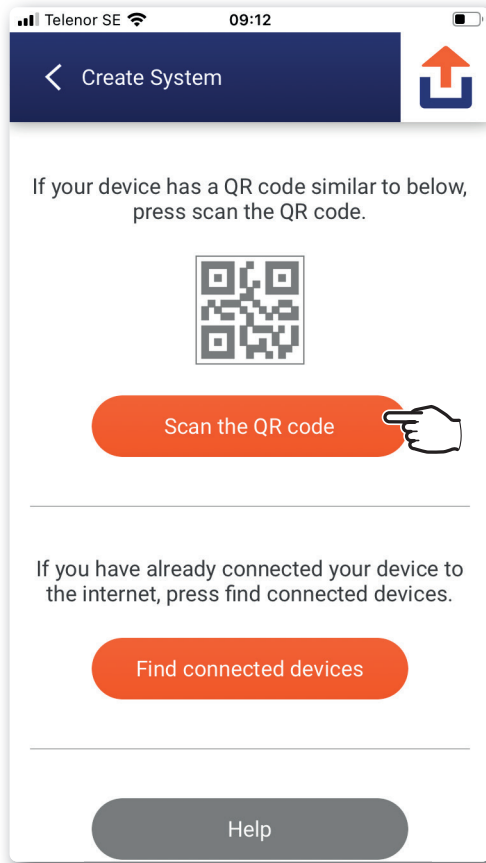 Telenor SE 09:12
Create System
If your device has a QR code similar to below,
press scan the QR code.
Scan the QR code
If you have already connected your device to
the internet, press find connected devices.
Find connected devices
Help